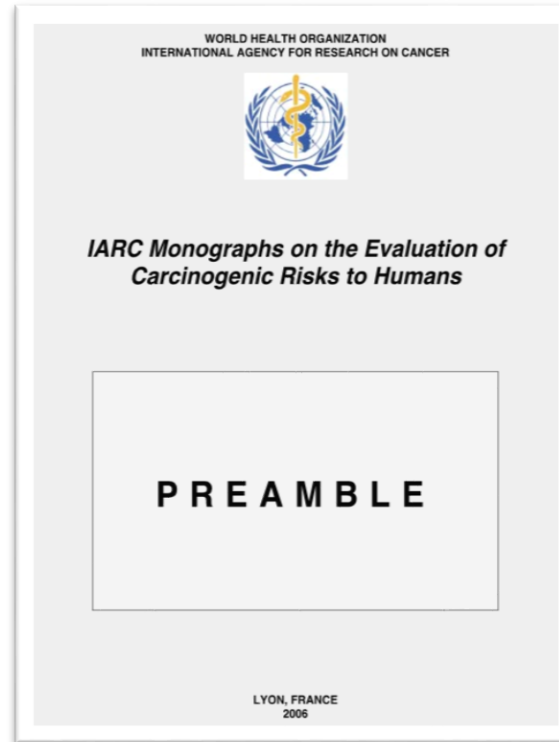 WORLD HEALTH ORGANIZATION
INTERNATIONAL AGENCY FOR RESEARCH ON CANCER
IARC Monographs on the Evaluation of
Carcinogenic Risks to Humans
PREAMBLE
LYON, FRANCE
2006